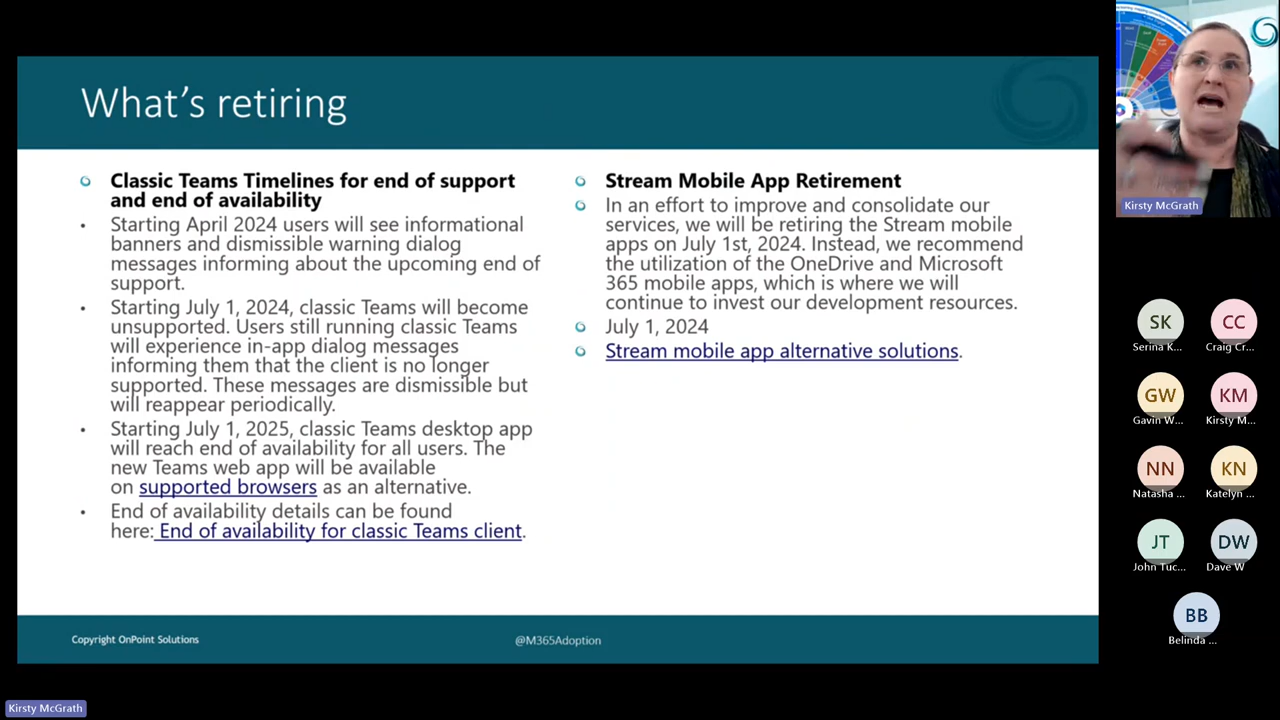 What's retiring
Classic Teams Timelines for end of support
and end of availability
Starting April 2024 users will see informational
banners and dismissible warning dialog
messages informing about the upcoming end of
support.
Starting July 1, 2024, classic Teams will become
unsupported. Users still running classic Teams
will experience in-app dialog messages
informing them that the client is no longer
supported. These messages are dismissible but
will reappear periodically.
Starting July 1, 2025, classic Teams desktop app
will reach end of availability for all users. The
new Teams web app will be available
on supported browsers as an alternative.
End of availability details can be found
here: End of availability for classic Teams client.
Stream Mobile App Retirement
In an effort to improve and consolidate our
services, we will be retiring the Stream mobile
apps on July 1st, 2024. Instead, we recommend
the utilization of the OneDrive and Microsoft
365 mobile apps, which is where we will
continue to invest our development resources.
July 1, 2024
Stream mobile app alternative solutions.
Copyright OnPoint Solutions
@M365Adoption
Kirsty McGrath
Kirsty McGrath
SK
Serina K...
CC
Craig Cr...
GW
Gavin W...
KM
Kirsty M...
NN
Natasha ...
KN
Katelyn ...
JT
John Tuc...
DW
Dave W
BB
Belinda ...